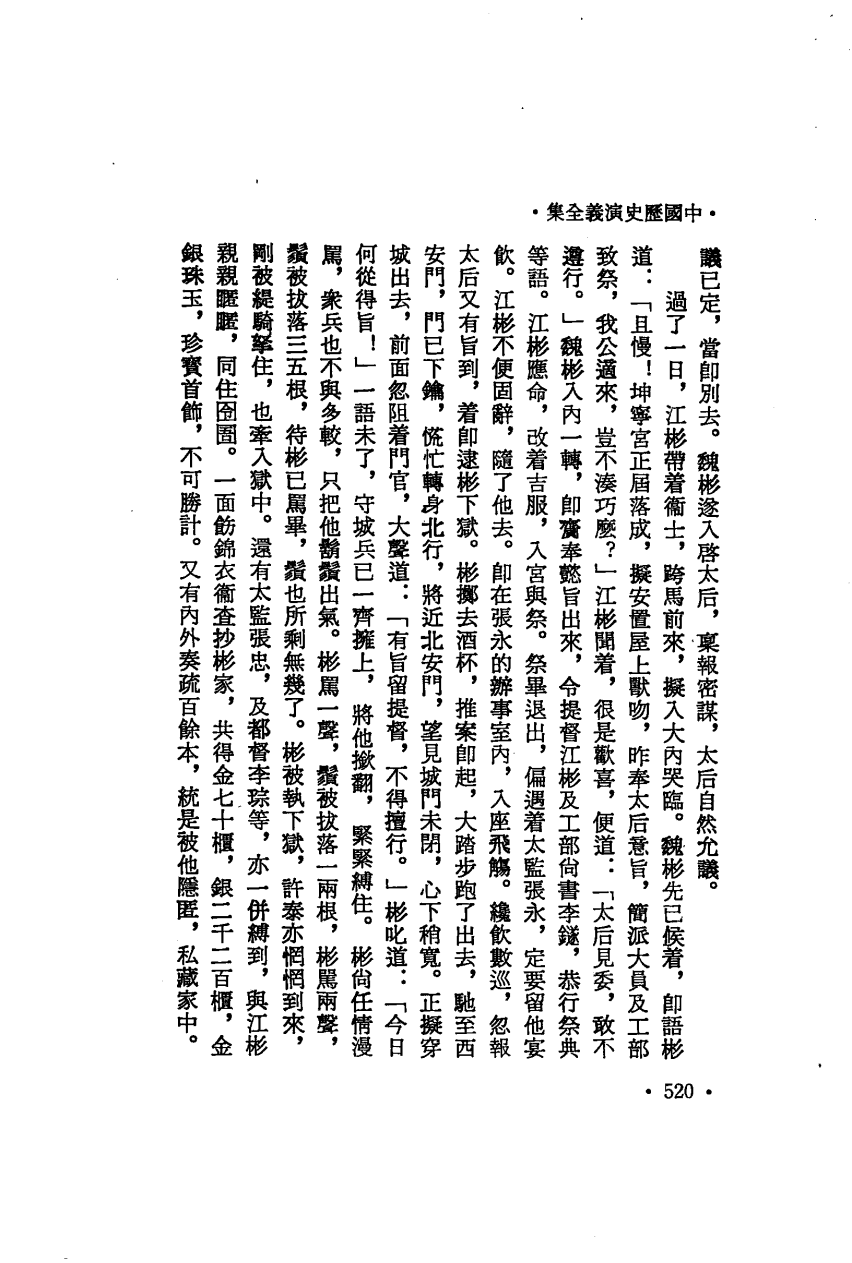 ·中國歷史演義全集·
議已定，當卽別去。魏彬遂入啓太后，稟報密謀，太后自然允議。
過了一日，江彬帶着衞士，跨馬前來，擬入大內哭臨。魏彬先已候着，卽語彬
道：「且慢！坤寧宮正屆落成，擬安置屋上獸吻，昨奉太后意旨，簡派大員及工部
致祭，我公適來，豈不湊巧麼？」江彬聞着，很是歡喜，便道：「太后見委，敢不
遵行。」魏彬入內一轉，卽齎奉懿旨出來，令提督江彬及工部尙書李鐩，恭行祭典
等語。江彬應命，改着吉服，入宮與祭。祭畢退出，偏遇着太監張永，定要留他宴
飲。江彬不便固辭，隨了他去。卽在張永的辦事室內，入座飛觴。纔飲數巡，忽報
太后又有旨到，着卽逮彬下獄。彬擲去酒杯，推案卽起，大踏步跑了出去，馳至西
安門，門已下鑰，慌忙轉身北行，將近北安門，望見城門未閉，心下稍寬。正擬穿
城出去，前面忽阻着門官，大聲道：「有旨留提督，不得擅行。」彬叱道：「今日
何從得旨！」一語未了，守城兵已一齊擁上，將他撳翻，緊緊縛住。彬尙任情漫
駡，衆兵也不與多較，只把他鬍鬚出氣。彬駡一聲，鬚被拔落一兩根，彬駡兩聲，
鬚被拔落三五根，待彬已駡畢，鬚也所剩無幾了。彬被執下獄，許泰亦惘惘到來，
剛被緹騎拏住，也牽入獄中。還有太監張忠，及都督李琮等，亦一併縛到，與江彬
親親暱暱，同住囹圄。一面飭錦衣衞查抄彬家，共得金七十櫃，銀二千二百櫃，金
銀珠玉，珍寶首飾，不可勝計。又有內外奏疏百餘本，統是被他隱匿，私藏家中。
·520·